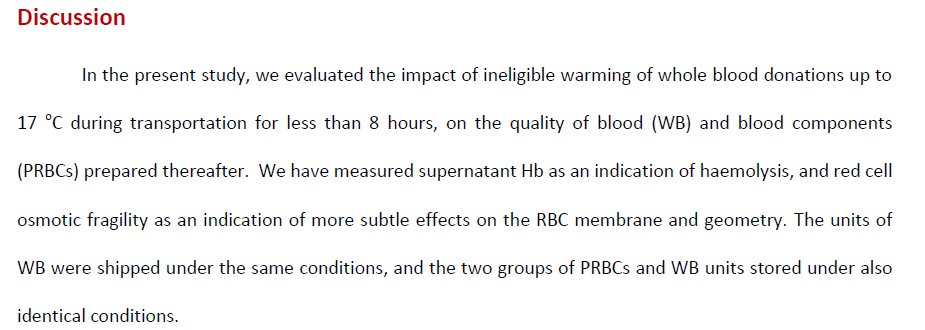 Discussion
In the present study, we evaluated the impact of ineligible warming of whole blood donations up to
17 °C during transportation for less than 8 hours, on the quality of blood (WB) and blood components
(PRBCs) prepared thereafter.  We have measured supernatant Hb as an indication of haemolysis, and red cell
osmotic fragility as an indication of more subtle effects on the RBC membrane and geometry. The units of
WB were shipped under the same conditions, and the two groups of PRBCs and WB units stored under also
identical conditions.